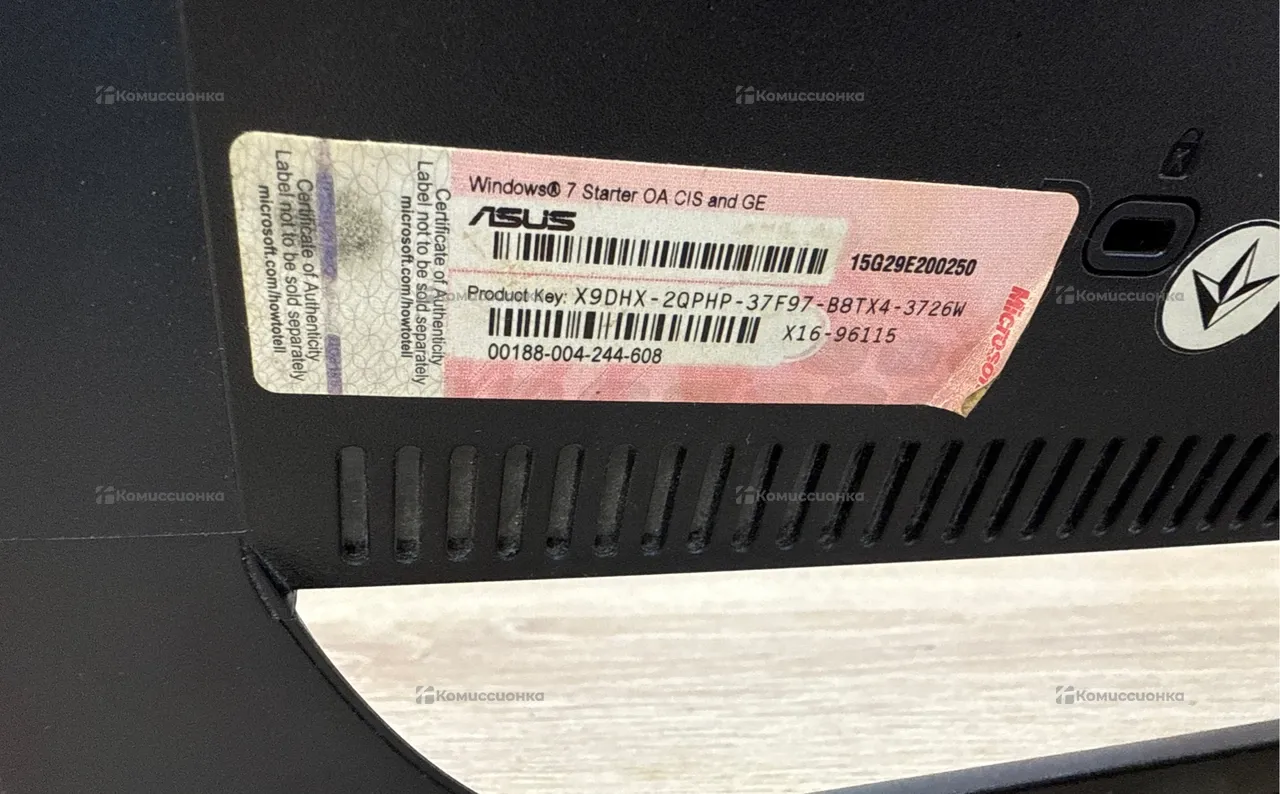 Комиссионка
Комиссионка
Certificate of Authenticity
Label not to be sold separately
microsoft.com/howtotell
Certificate of Authenticity
Label not to be sold separately
microsoft.com/howtotell
Windows® 7 Starter OA CIS and GE
ASUS
15G29E200250
Product Key: X9DHX-2QPHP-37F97-B8TX4-3726W
X16-96115
00188-004-244-608
Microsof
Комиссионка
Комиссионка
Комиссионка
Комиссионка
Комиссионка
Комиссионка